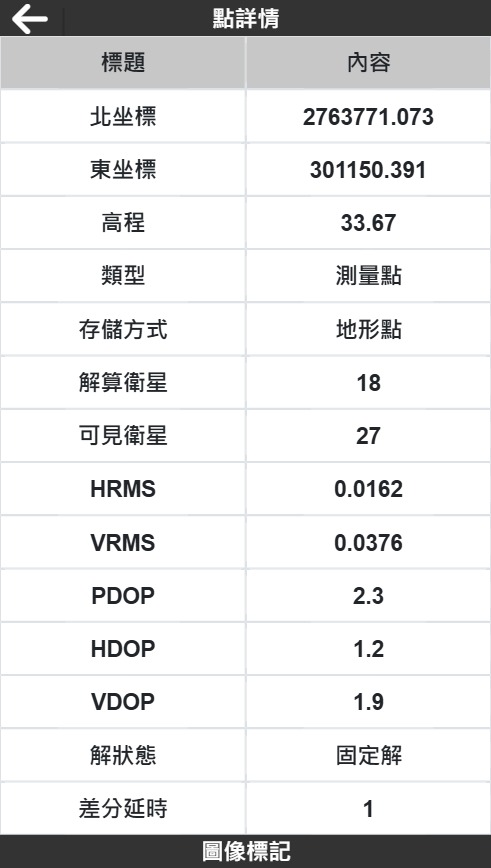 點詳情
標題 內容
北坐標 2763771.073
東坐標 301150.391
高程 33.67
類型 測量點
存儲方式 地形點
解算衛星 18
可見衛星 27
HRMS 0.0162
VRMS 0.0376
PDOP 2.3
HDOP 1.2
VDOP 1.9
解狀態 固定解
差分延時 1
圖像標記